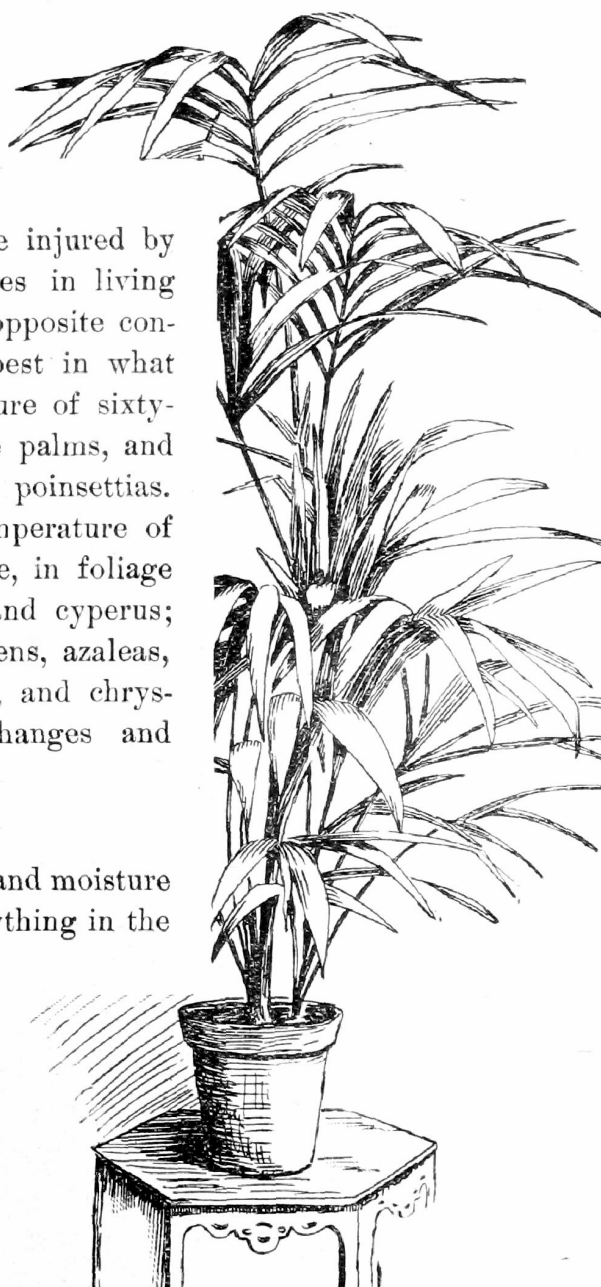 e injured by
es in living
opposite con-
best in what
ure of sixty-
e palms, and
poinsettias.
nperature of
e, in foliage
and cyperus;
ens, azaleas,
, and chrys-
hanges and
and moisture
ything in the